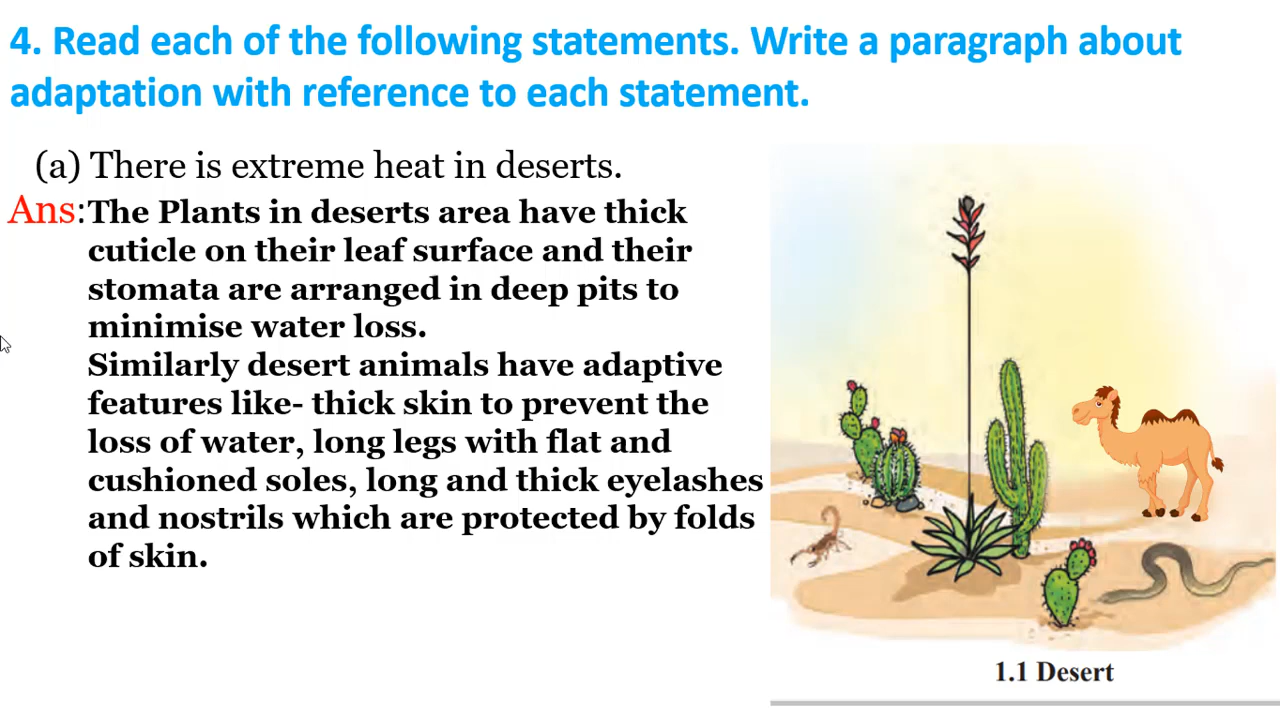 4. Read each of the following statements. Write a paragraph about
adaptation with reference to each statement.
(a) There is extreme heat in deserts.
Ans:The Plants in deserts area have thick
cuticle on their leaf surface and their
stomata are arranged in deep pits to
minimise water loss.
Similarly desert animals have adaptive
features like- thick skin to prevent the
loss of water, long legs with flat and
cushioned soles, long and thick eyelashes
and nostrils which are protected by folds
of skin.
1.1 Desert